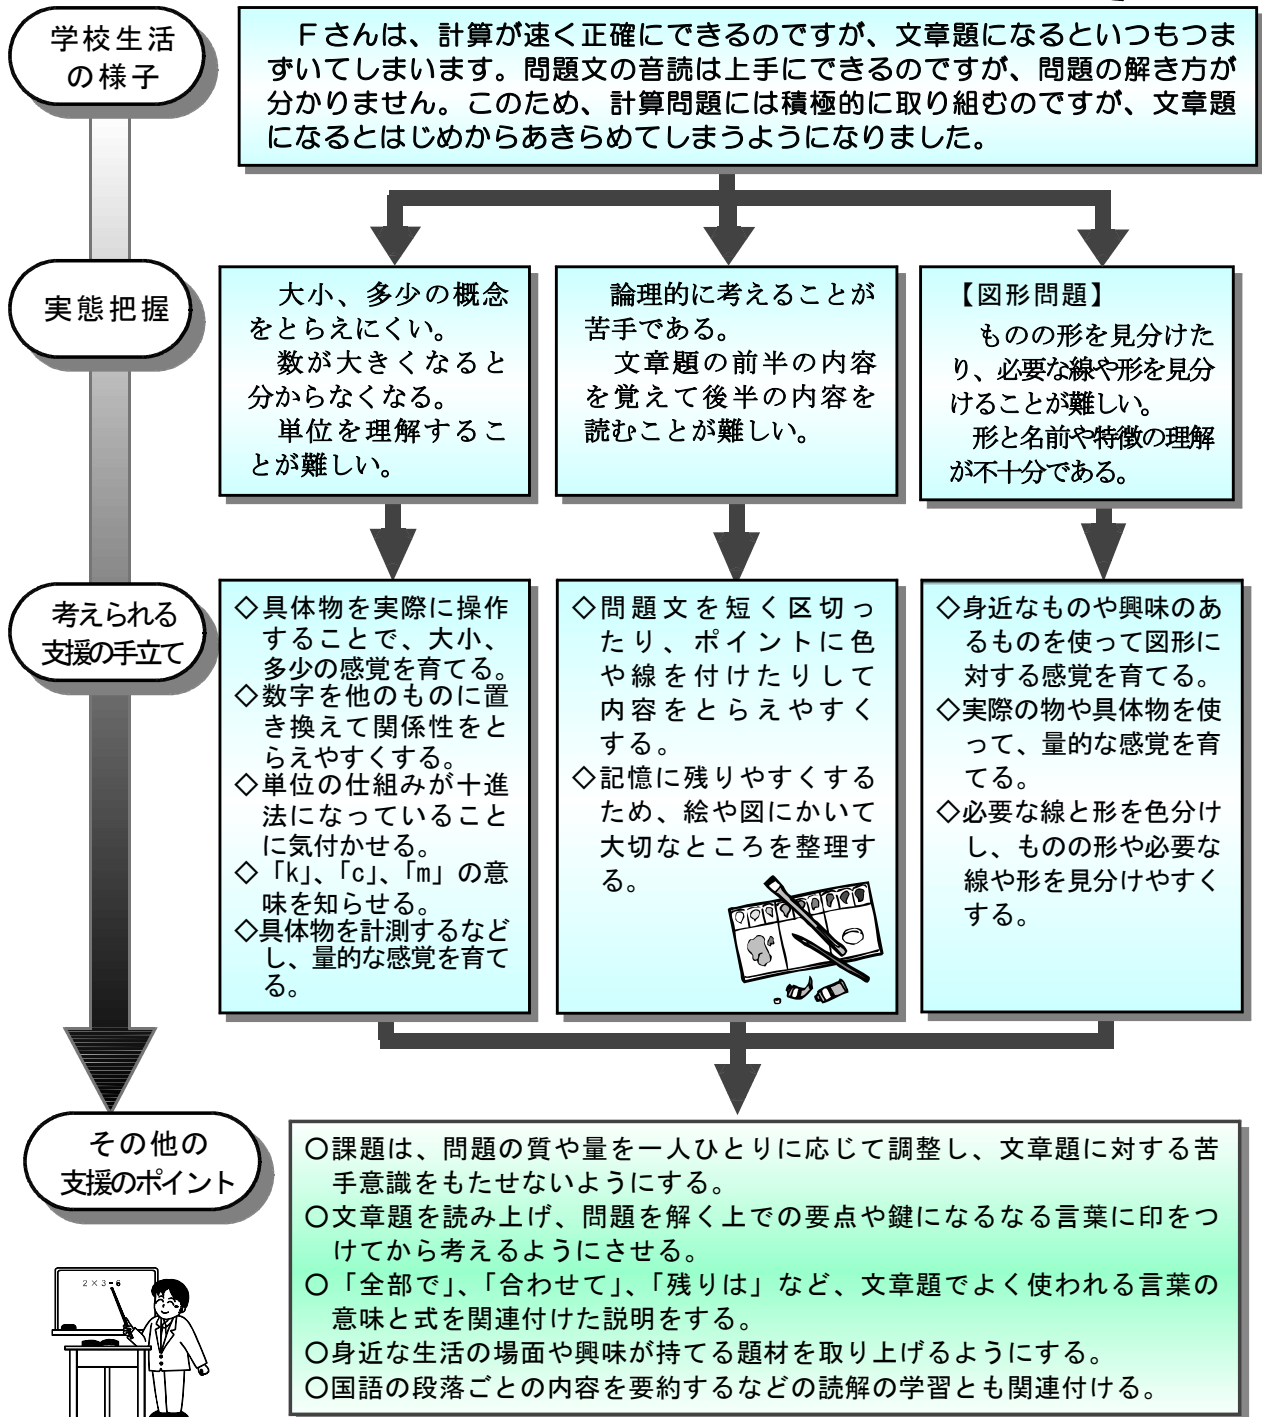 学校生活
の様子
Ｆさんは、計算が速く正確にできるのですが、文章題になるといつもつま
ずいてしまいます。問題文の音読は上手にできるのですが、問題の解き方が
分かりません。このため、計算問題には積極的に取り組むのですが、文章題
になるとはじめからあきらめてしまうようになりました。
実態把握
大小、多少の概念
をとらえにくい。
数が大きくなると
分からなくなる。
単位を理解するこ
とが難しい。
論理的に考えることが
苦手である。
文章題の前半の内容
を覚えて後半の内容を
読むことが難しい。
【図形問題】
ものの形を見分けた
り、必要な線や形を見分
けることが難しい。
形と名前や特徴の理解
が不十分である。
考えられる
支援の手立て
◇具体物を実際に操作
することで、大小、
多少の感覚を育てる。
◇数字を他のものに置
き換えて関係性をと
らえやすくする。
◇単位の仕組みが十進
法になっていること
に気付かせる。
◇「k」、「c」、「m」の意
味を知らせる。
◇具体物を計測するなど
し、量的な感覚を育て
る。
◇問題文を短く区切っ
たり、ポイントに色
や線を付けたりして
内容をとらえやすく
する。
◇記憶に残りやすくする
ため、絵や図にかいて
大切なところを整理す
る。
◇身近なものや興味のあ
るものを使って図形に
対する感覚を育てる。
◇実際の物や具体物を使
って、量的な感覚を育
てる。
◇必要な線と形を色分け
し、ものの形や必要な
線や形を見分けやすく
する。
その他の
支援のポイント
○課題は、問題の質や量を一人ひとりに応じて調整し、文章題に対する苦
手意識をもたせないようにする。
○文章題を読み上げ、問題を解く上での要点や鍵になるなる言葉に印をつ
けてから考えるようにさせる。
○「全部で」、「合わせて」、「残りは」など、文章題でよく使われる言葉の
意味と式を関連付けた説明をする。
○身近な生活の場面や興味が持てる題材を取り上げるようにする。
○国語の段落ごとの内容を要約するなどの読解の学習とも関連付ける。
2×3=6